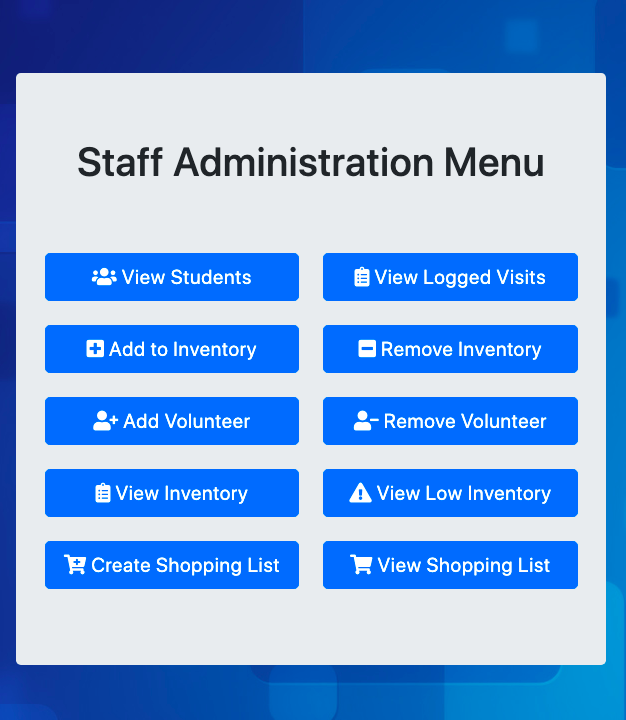 Staff Administration Menu
View Students
View Logged Visits
Add to Inventory
Remove Inventory
Add Volunteer
Remove Volunteer
View Inventory
View Low Inventory
Create Shopping List
View Shopping List